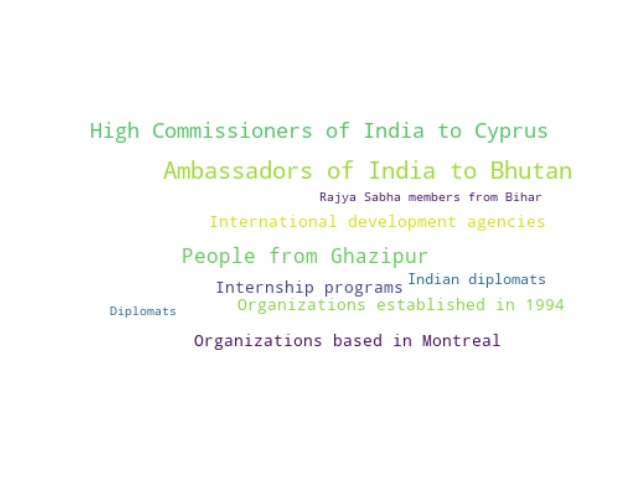 High Commissioners of India to Cyprus
Ambassadors of India to Bhutan
Rajya Sabha members from Bihar
International development agencies
People from Ghazipur
Indian diplomats
Internship programs
Organizations established in 1994
Diplomats
Organizations based in Montreal